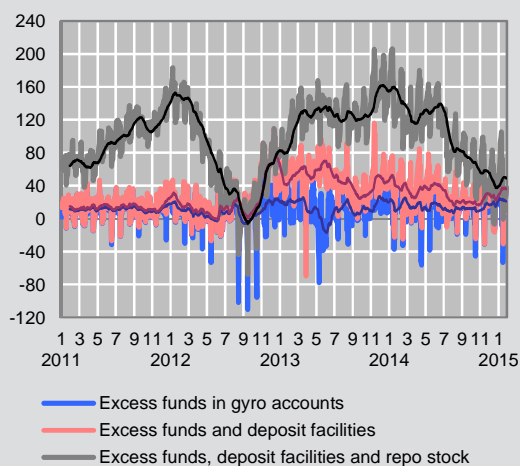 240
200
160
120
80
40
0
-40
-80
-120
1 3 5 7 9 11 1 3 5 7 9 11 1 3 5 7 9 11 1 3 5 7 9 11 1
2011 2012 2013 2014 2015
Excess funds in gyro accounts
Excess funds and deposit facilities
Excess funds, deposit facilities and repo stock